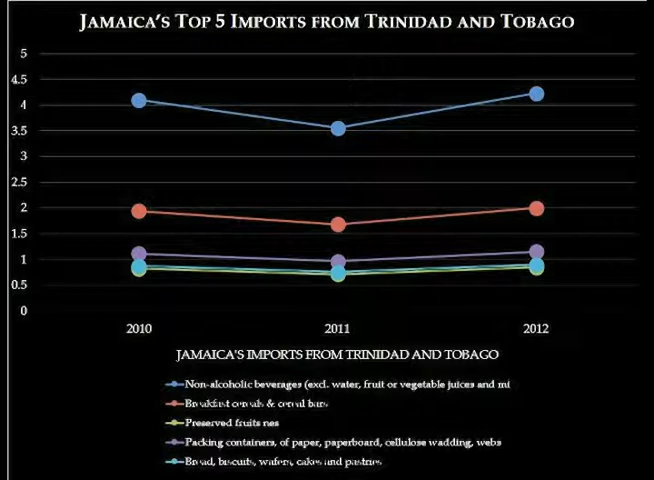 JAMAICA'S TOP 5 IMPORTS FROM TRINIDAD AND TOBAGO
5
4.5
4
3.5
3
2.5
2
1.5
1
0.5
0
2010 2011 2012
JAMAICA'S IMPORTS FROM TRINIDAD AND TOBAGO
Non-alcoholic beverages (excl. water, fruit or vegetable juices and mi
Breakfast cereals & cereal bars
Preserved fruits nes
Packing containers, of paper, paperboard, cellulose wadding, webs
Bread, biscuits, wafers, cakes and pastries